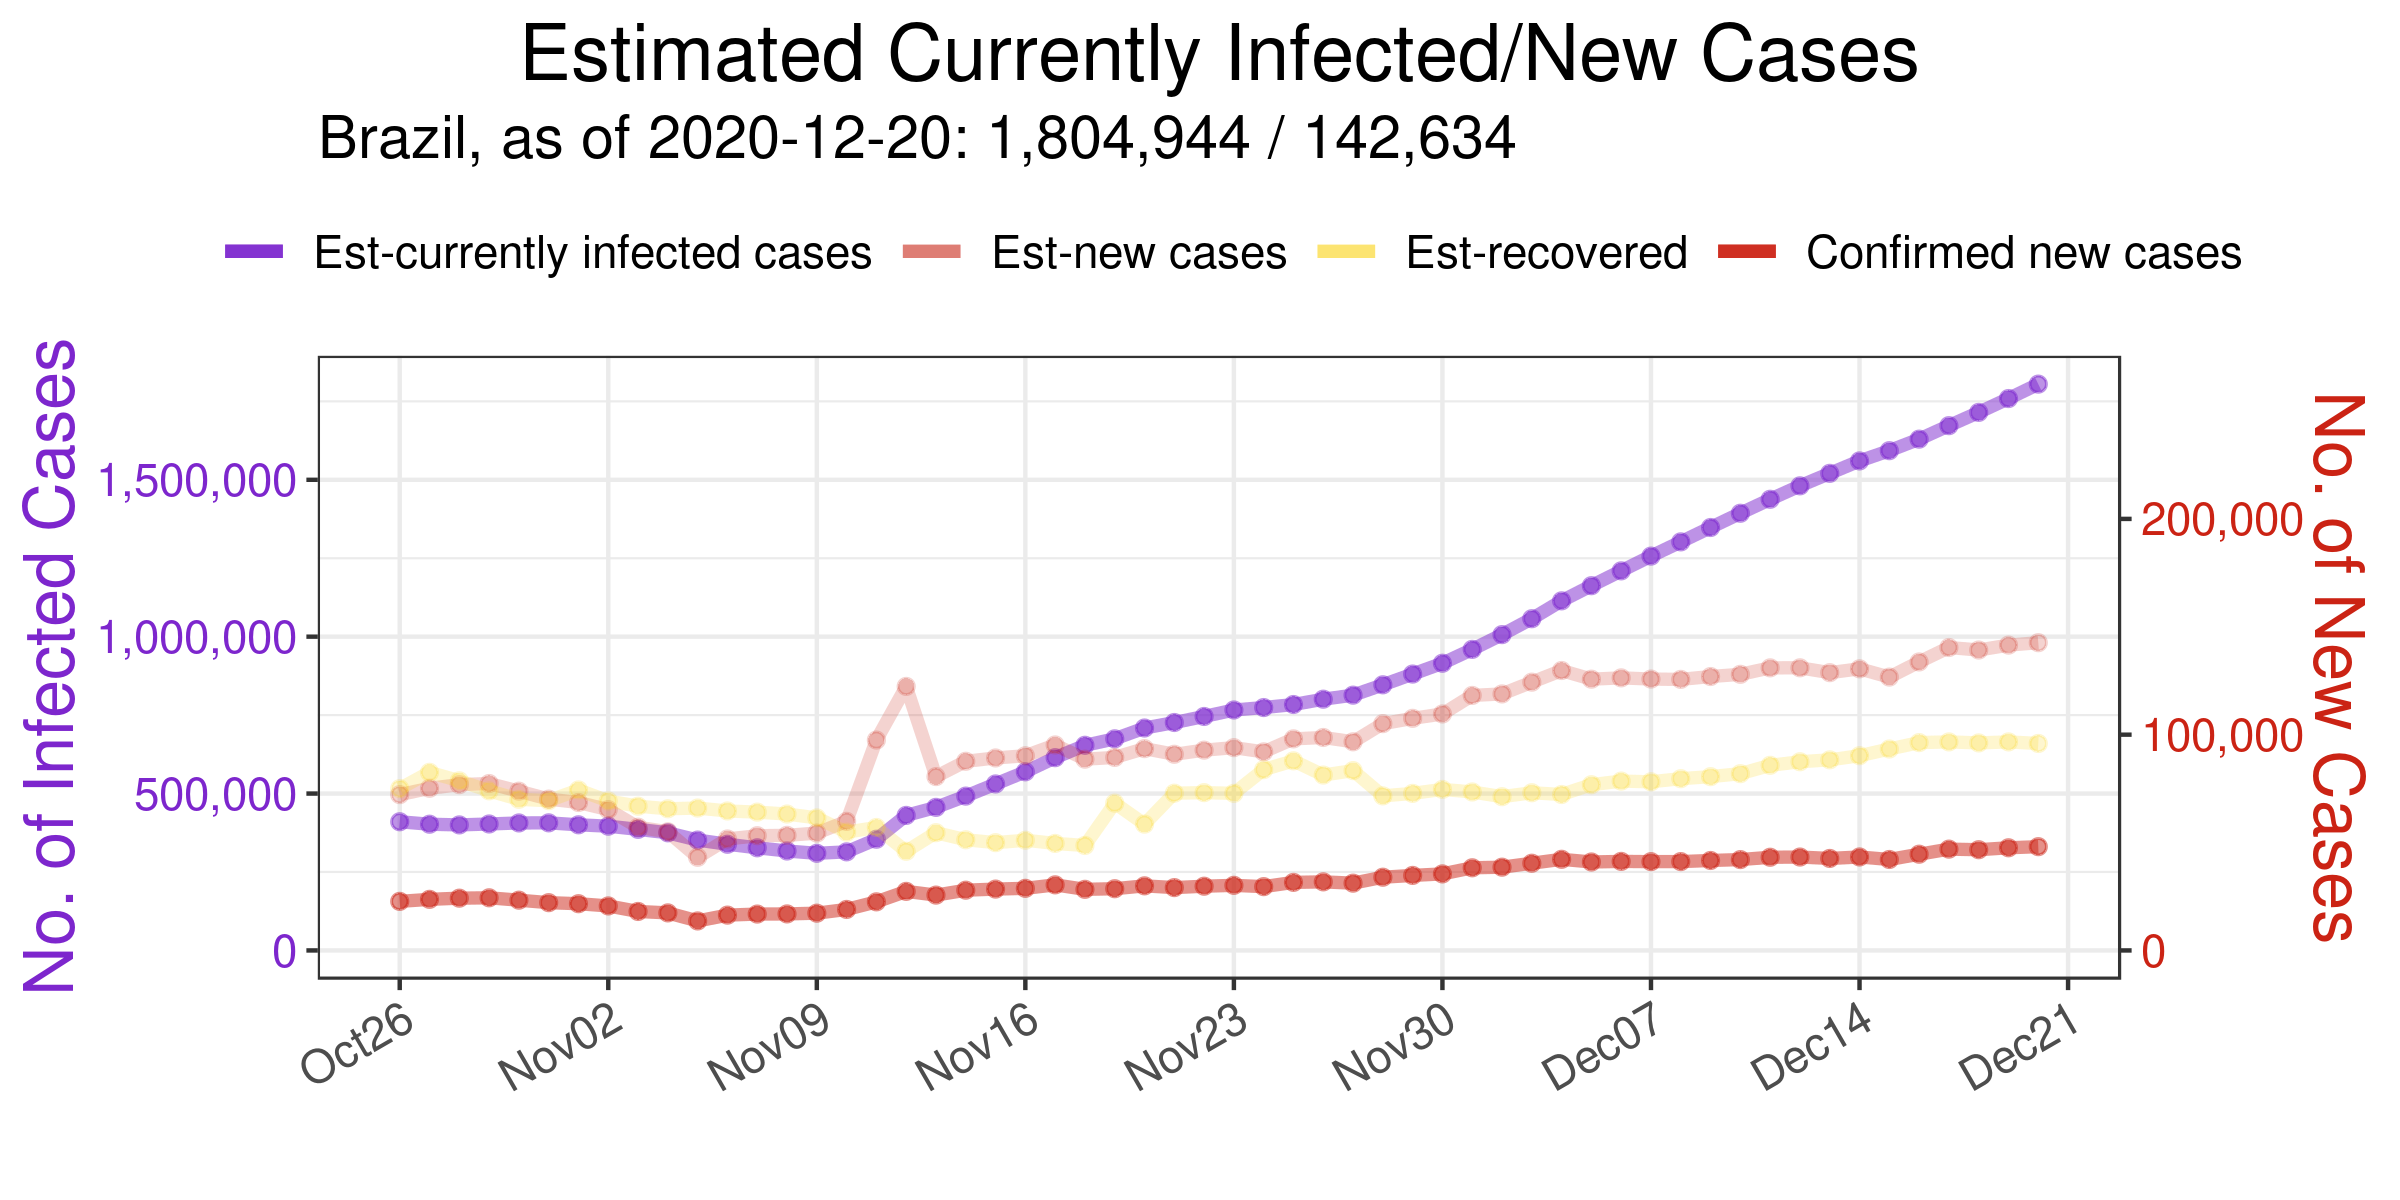 Estimated Currently Infected/New Cases
Brazil, as of 2020-12-20: 1,804,944 / 142,634
Est-currently infected cases Est-new cases Est-recovered Confirmed new cases
No. of Infected Cases
1,500,000
1,000,000
500,000
0
200,000
100,000
0
No. of New Cases
Oct26 Nov02 Nov09 Nov16 Nov23 Nov30 Dec07 Dec14 Dec21